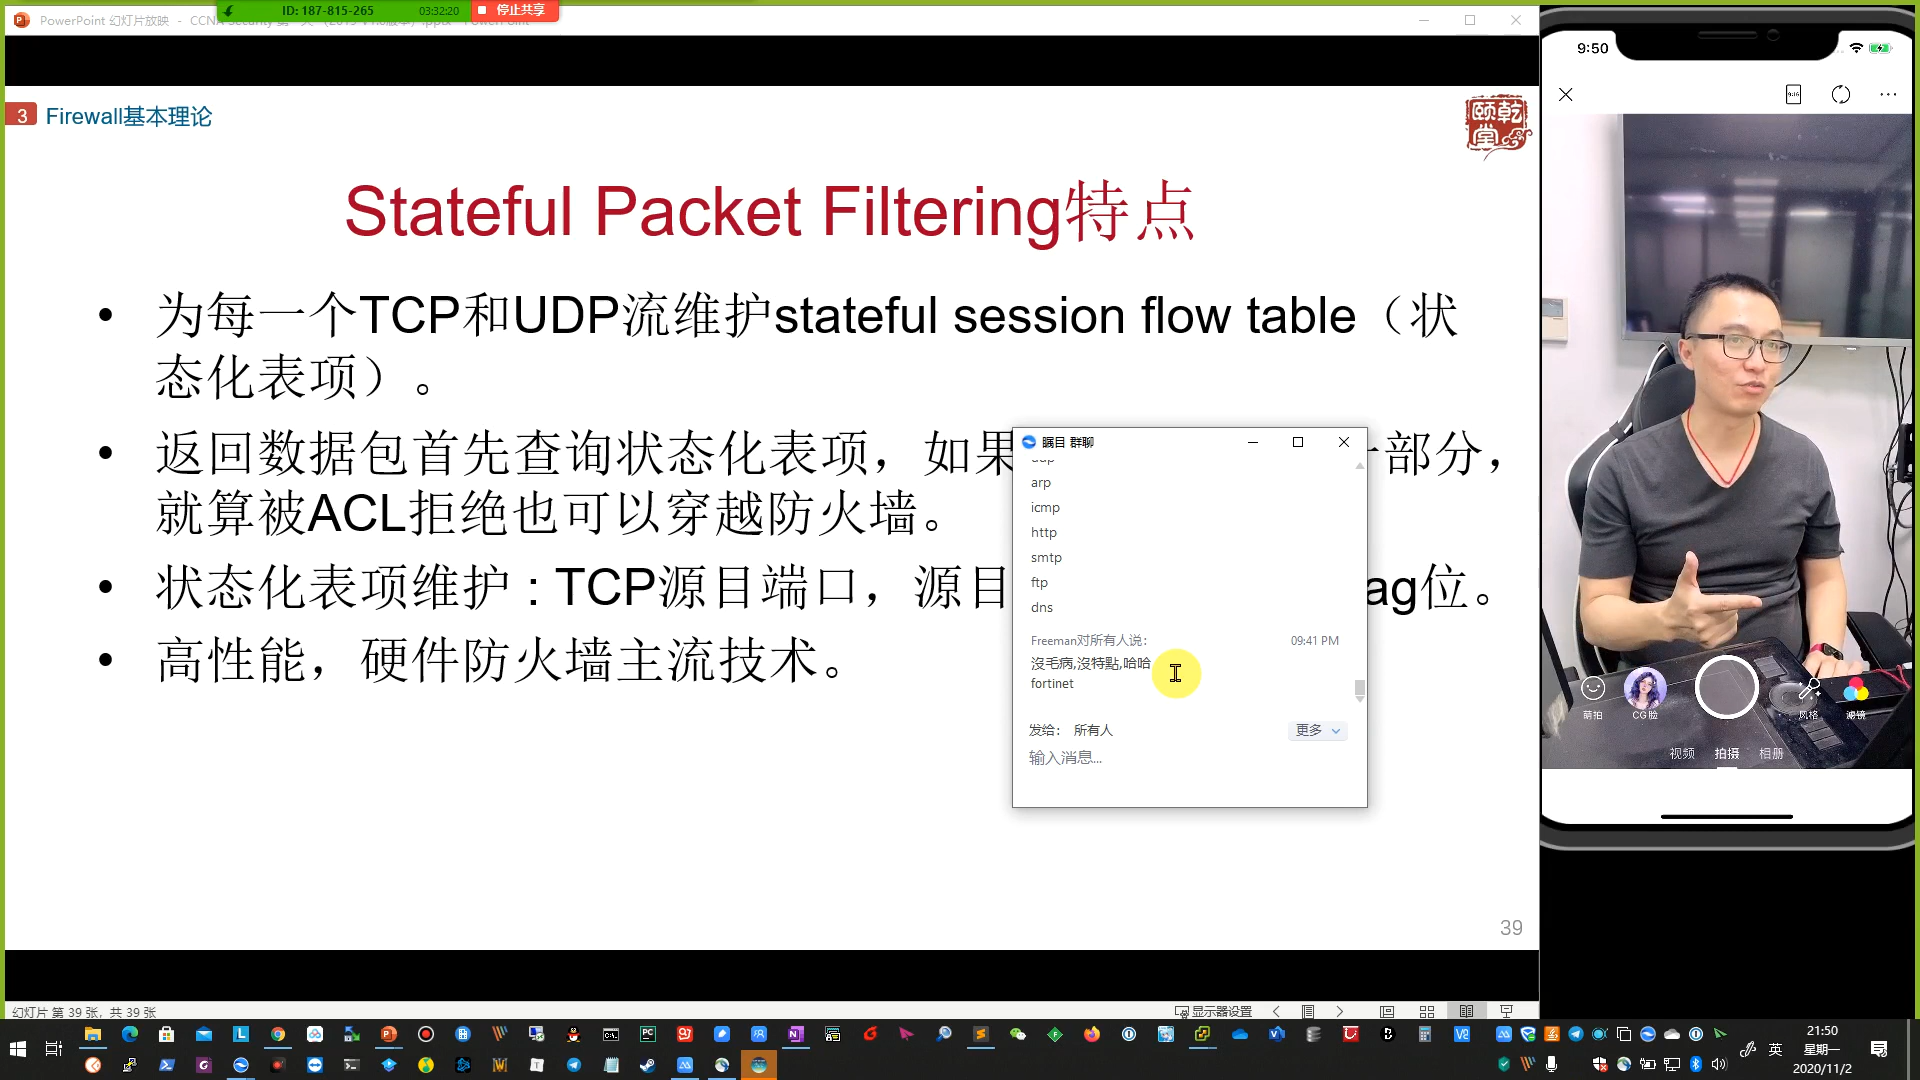 PowerPoint 幻灯片放映 - CCNA Security
ID: 187-815-265
03:32:20
停止共享
3
Firewall基本理论
颐乾堂
Stateful Packet Filtering特点
• 为每一个TCP和UDP流维护stateful session flow table（状
态化表项）。
• 返回数据包首先查询状态化表项，如果
部分，
就算被ACL拒绝也可以穿越防火墙。
• 状态化表项维护：TCP源目端口，源目
ag位。
• 高性能，硬件防火墙主流技术。
39
瞩目 群聊
arp
icmp
http
smtp
ftp
dns
Freeman对所有人说：
09:41 PM
沒毛病,沒特點,哈哈
fortinet
发给： 所有人
更多
输入消息...
9:50
萌拍
CG脸
风格
滤镜
视频
拍摄
相册
幻灯片 第 39 张，共 39 张
显示器设置
英
21:50
星期一
2020/11/2